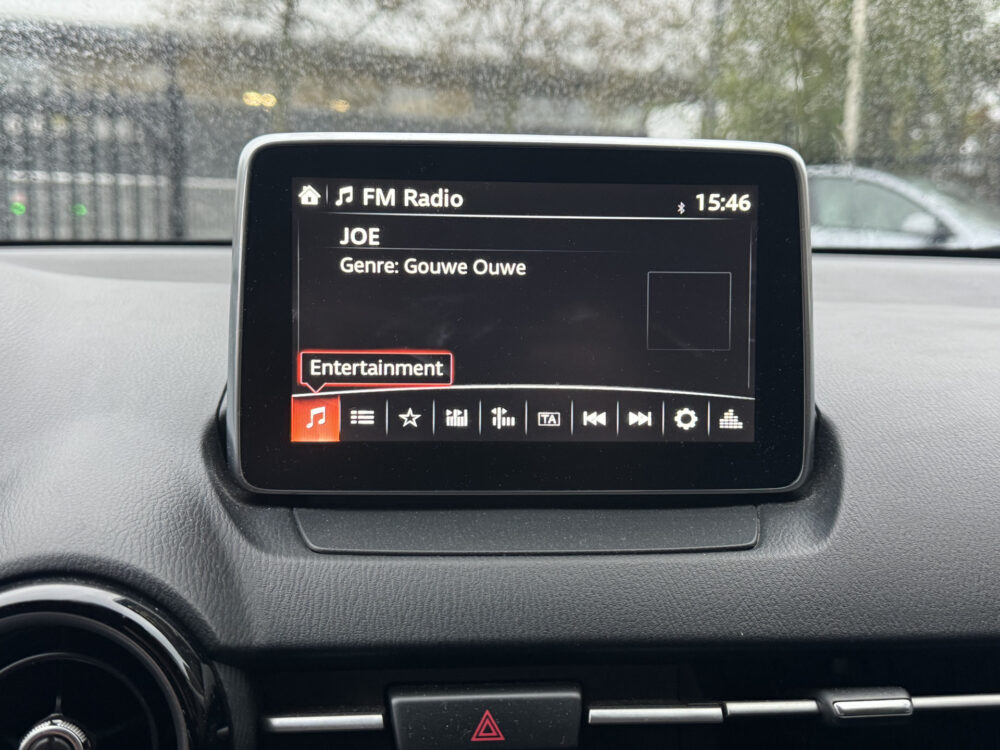 FM Radio 15:46
JOE
Genre: Gouwe Ouwe
Entertainment
TA